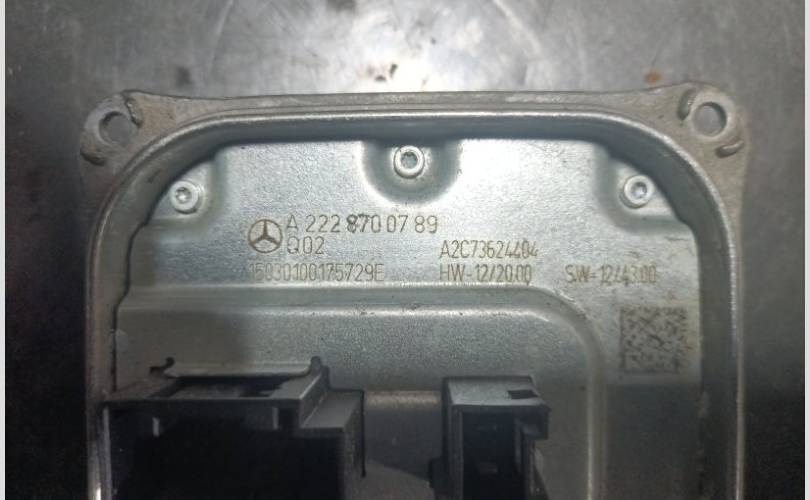 A 222 870 07 89
Q02
A2C73624404
15030100175729E
HW-12/20.00 SW-12/43.00